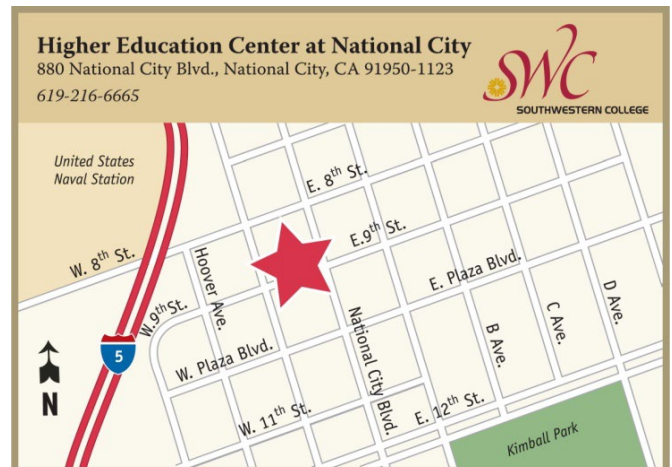 Higher Education Center at National City
880 National City Blvd., National City, CA 91950-1123
619-216-6665
SWC
SOUTHWESTERN COLLEGE
United States
Naval Station
E. 8th St.
W. 8th St.
E.9th St.
Hoover Ave.
W.9th St.
E. Plaza Blvd.
National City Blvd.
B Ave.
C Ave.
D Ave.
5
W. Plaza Blvd.
N
W. 11th St.
E. 12th St.
Kimball Park